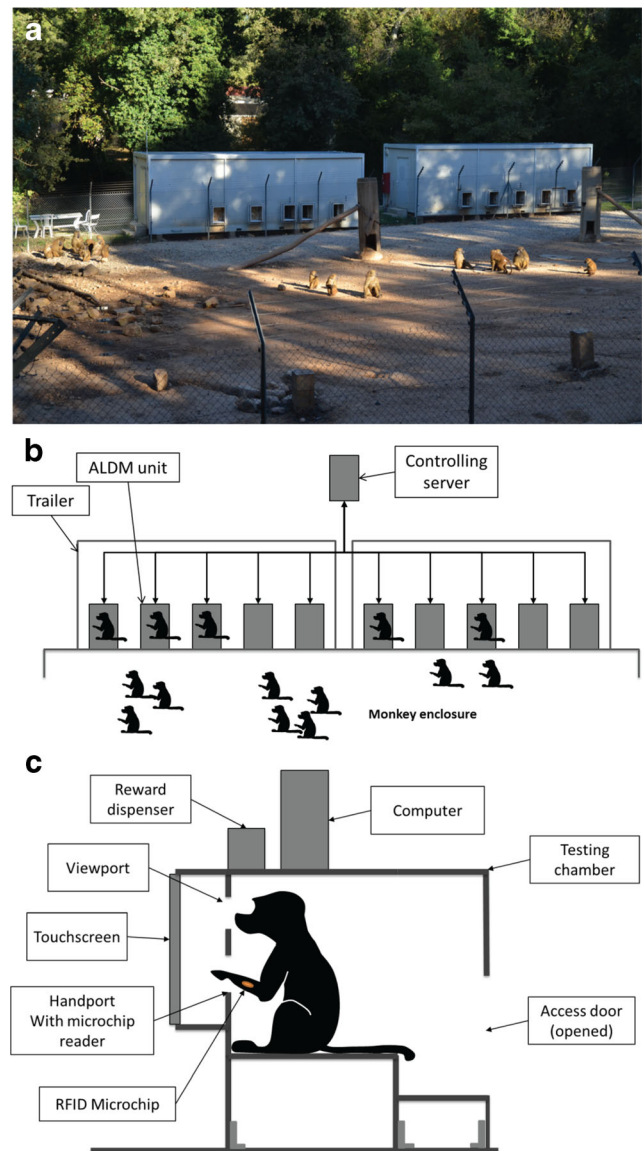 a
b
ALDM unit
Trailer
Controlling
server
Monkey enclosure
c
Reward
dispenser
Computer
Viewport
Testing
chamber
Touchscreen
Handport
With microchip
reader
Access door
(opened)
RFID Microchip